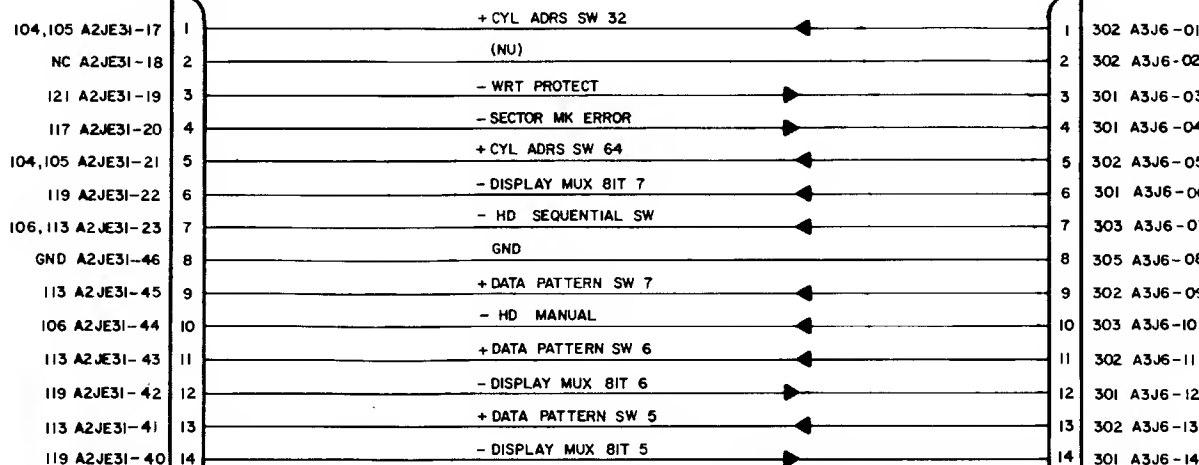 104,105 A2JE31-17 1 + CYL ADRS SW 32 1 302 A3J6-01
NC A2JE31-18 2 (NU) 2 302 A3J6-02
121 A2JE31-19 3 - WRT PROTECT 3 301 A3J6-03
117 A2JE31-20 4 - SECTOR MK ERROR 4 301 A3J6-04
104,105 A2JE31-21 5 + CYL ADRS SW 64 5 302 A3J6-05
119 A2JE31-22 6 - DISPLAY MUX BIT 7 6 301 A3J6-06
106,113 A2JE31-23 7 - HD SEQUENTIAL SW 7 303 A3J6-07
GND A2JE31-46 8 GND 8 305 A3J6-08
113 A2JE31-45 9 + DATA PATTERN SW 7 9 302 A3J6-09
106 A2JE31-44 10 - HD MANUAL 10 303 A3J6-10
113 A2JE31-43 11 + DATA PATTERN SW 6 11 302 A3J6-11
119 A2JE31-42 12 - DISPLAY MUX BIT 6 12 301 A3J6-12
113 A2JE31-41 13 + DATA PATTERN SW 5 13 302 A3J6-13
119 A2JE31-40 14 - DISPLAY MUX BIT 5 14 301 A3J6-14